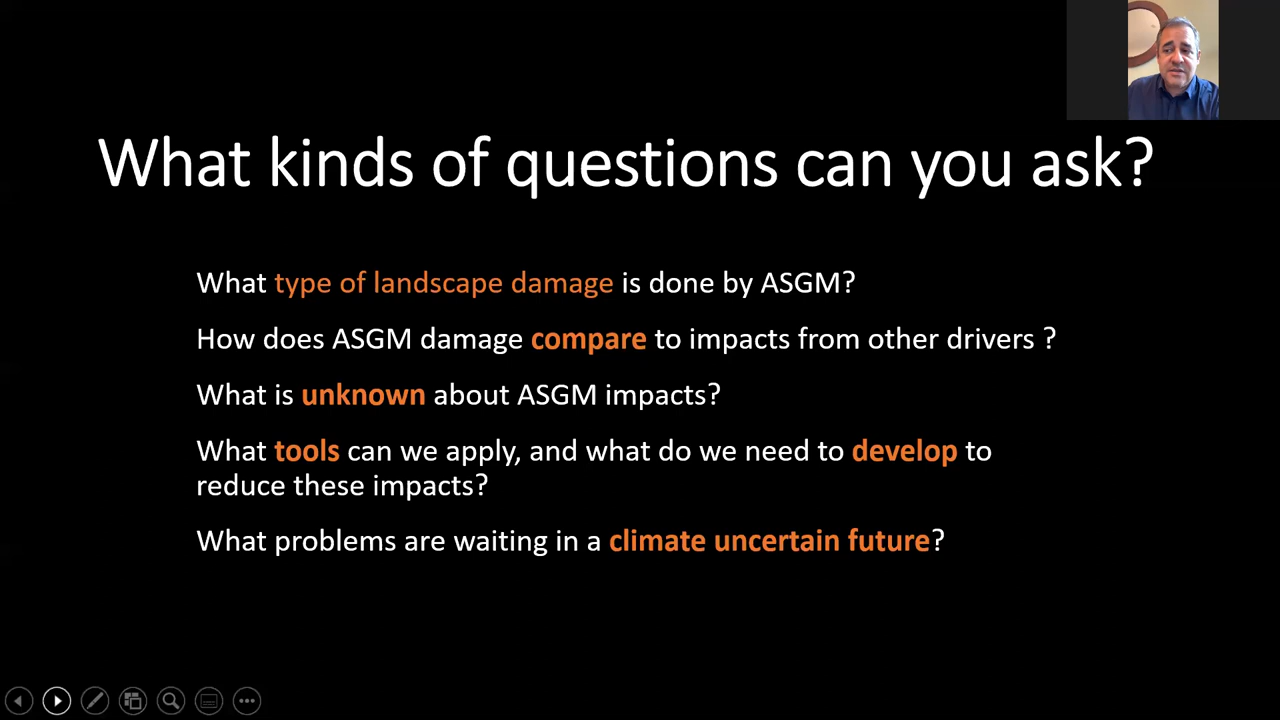 What kinds of questions can you ask?
What type of landscape damage is done by ASGM?
How does ASGM damage compare to impacts from other drivers ?
What is unknown about ASGM impacts?
What tools can we apply, and what do we need to develop to
reduce these impacts?
What problems are waiting in a climate uncertain future?